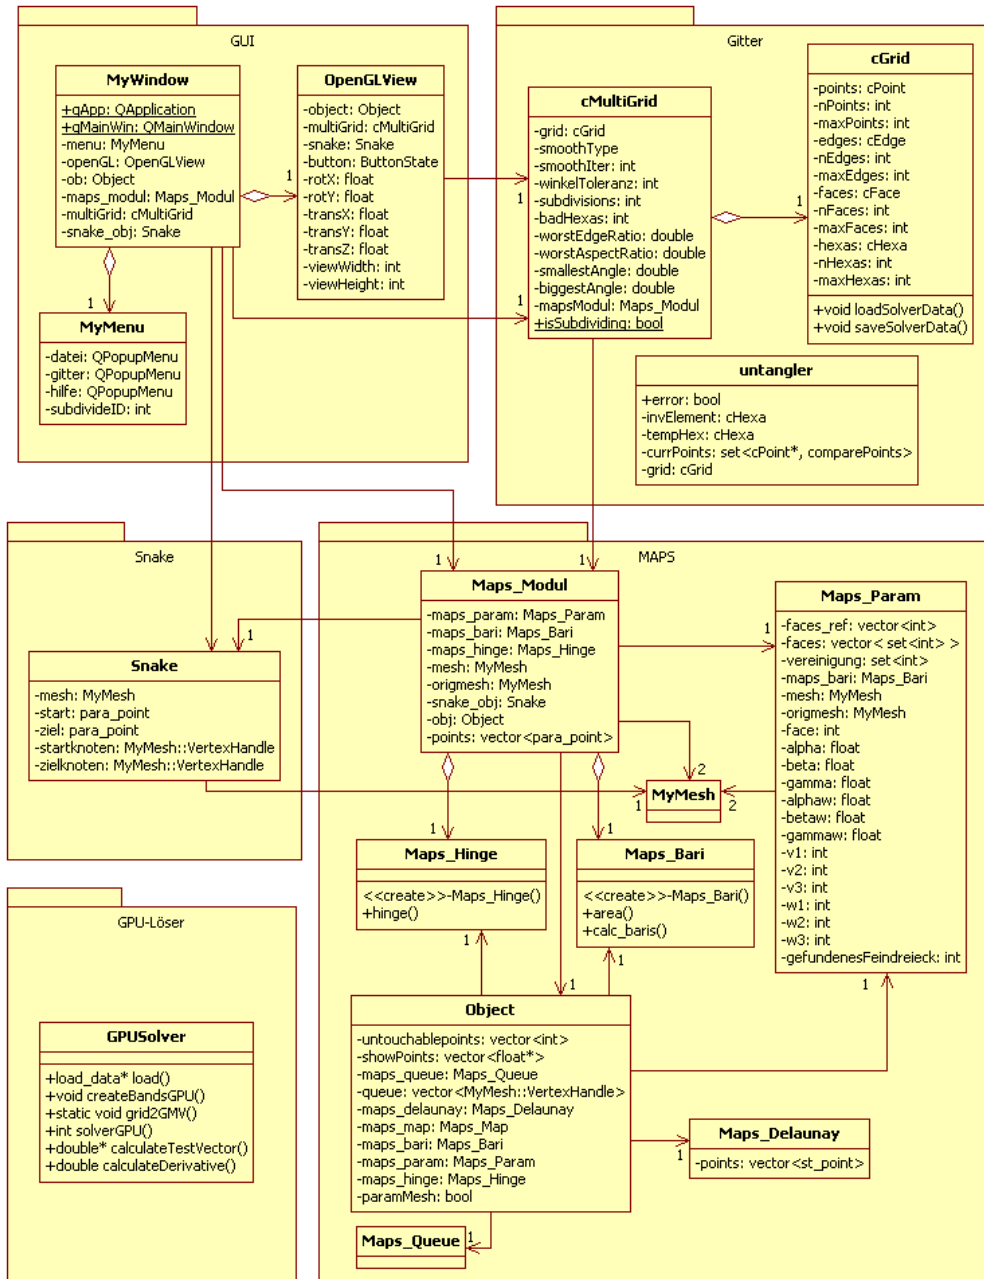 GUI
MyWindow
+qApp: QApplication
+qMainWin: QMainWindow
-menu: MyMenu
-openGL: OpenGLView
-ob: Object
-maps_modul: Maps_Modul
-multiGrid: cMultiGrid
-snake_obj: Snake
OpenGLView
-object: Object
-multiGrid: cMultiGrid
-snake: Snake
-button: ButtonState
-rotX: float
-rotY: float
-transX: float
-transY: float
-transZ: float
-viewWidth: int
-viewHeight: int
1
1
MyMenu
-datei: QPopupMenu
-gitter: QPopupMenu
-hilfe: QPopupMenu
-subdivideID: int
Gitter
cMultiGrid
-grid: cGrid
-smoothType
-smoothIter: int
-winkelToleranz: int
-subdivisions: int
-badHexas: int
-worstEdgeRatio: double
-worstAspectRatio: double
-smallestAngle: double
-biggestAngle: double
-mapsModul: Maps_Modul
+isSubdividing: bool
1
1
1
cGrid
-points: cPoint
-nPoints: int
-maxPoints: int
-edges: cEdge
-nEdges: int
-maxEdges: int
-faces: cFace
-nFaces: int
-maxFaces: int
-hexas: cHexa
-nHexas: int
-maxHexas: int
+void loadSolverData()
+void saveSolverData()
untangler
+error: bool
-invElement: cHexa
-tempHex: cHexa
-currPoints: set<cPoint*, comparePoints>
-grid: cGrid
Snake
1
Snake
-mesh: MyMesh
-start: para_point
-ziel: para_point
-startknoten: MyMesh::VertexHandle
-zielknoten: MyMesh::VertexHandle
MAPS
1
1
Maps_Modul
-maps_param: Maps_Param
-maps_bari: Maps_Bari
-maps_hinge: Maps_Hinge
-mesh: MyMesh
-origmesh: MyMesh
-snake_obj: Snake
-obj: Object
-points: vector<para_point>
1
Maps_Param
-faces_ref: vector<int>
-faces: vector< set<int> >
-vereinigung: set<int>
-maps_bari: Maps_Bari
-mesh: MyMesh
-origmesh: MyMesh
-face: int
-alpha: float
-beta: float
-gamma: float
-alphaw: float
-betaw: float
-gammaw: float
-v1: int
-v2: int
-v3: int
-w1: int
-w2: int
-w3: int
-gefundenesFeindreieck: int
2
MyMesh
1
2
1
Maps_Hinge
<<create>>-Maps_Hinge()
+hinge()
1
1
Maps_Bari
<<create>>-Maps_Bari()
+area()
+calc_baris()
1
1
1
Object
-untouchablepoints: vector<int>
-showPoints: vector<float*>
-maps_queue: Maps_Queue
-queue: vector<MyMesh::VertexHandle>
-maps_delaunay: Maps_Delaunay
-maps_map: Maps_Map
-maps_bari: Maps_Bari
-maps_param: Maps_Param
-maps_hinge: Maps_Hinge
-paramMesh: bool
Maps_Delaunay
-points: vector<st_point>
1
Maps_Queue
1
GPU-Löser
GPUSolver
+load_data* load()
+void createBandsGPU()
+static void grid2GMV()
+int solverGPU()
+double* calculateTestVector()
+double calculateDerivative()